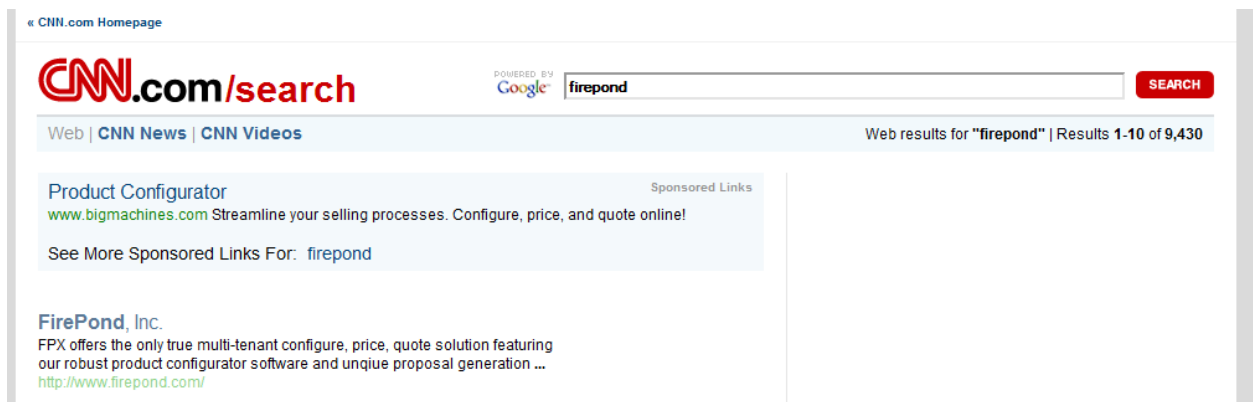 « CNN.com Homepage
CNN.com/search
POWERED BY
Google
firepond
SEARCH
Web | CNN News | CNN Videos
Web results for "firepond" | Results 1-10 of 9,430
Product Configurator
Sponsored Links
www.bigmachines.com Streamline your selling processes. Configure, price, and quote online!
See More Sponsored Links For: firepond
FirePond, Inc.
FPX offers the only true multi-tenant configure, price, quote solution featuring
our robust product configurator software and unqiue proposal generation ...
http://www.firepond.com/